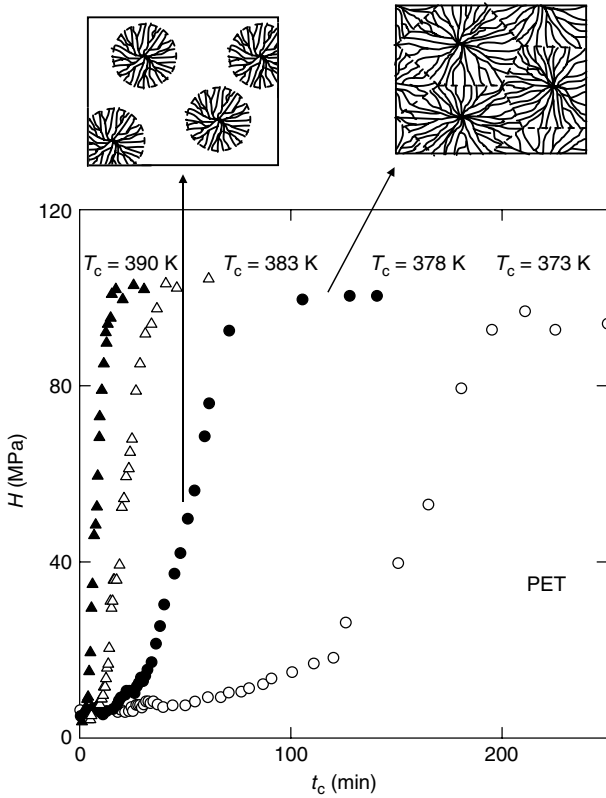 120
T_c = 390 K T_c = 383 K T_c = 378 K T_c = 373 K
80
H (MPa)
40
PET
0
0 100 200
t_c (min)